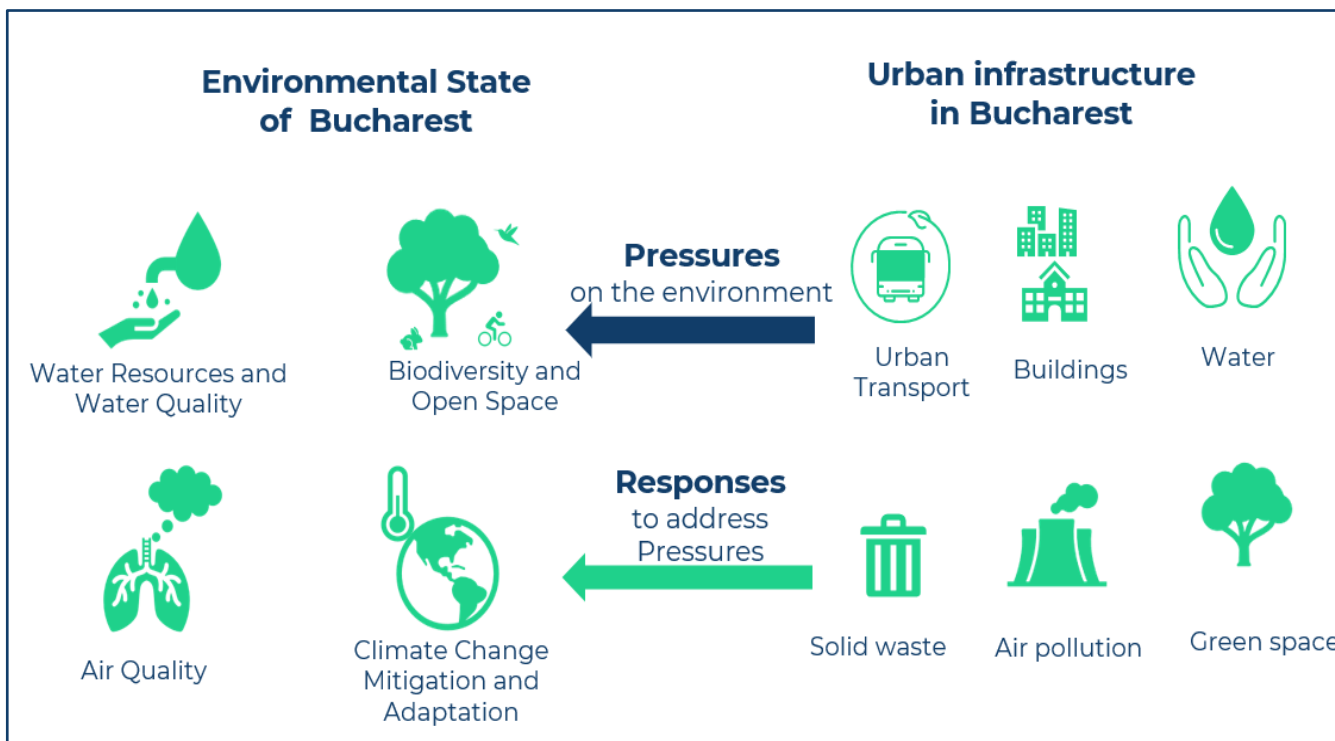 Environmental State
of Bucharest
Urban infrastructure
in Bucharest
Water Resources and
Water Quality
Biodiversity and
Open Space
Pressures
on the environment
Urban
Transport
Buildings
Water
Air Quality
Climate Change
Mitigation and
Adaptation
Responses
to address
Pressures
Solid waste
Air pollution
Green space